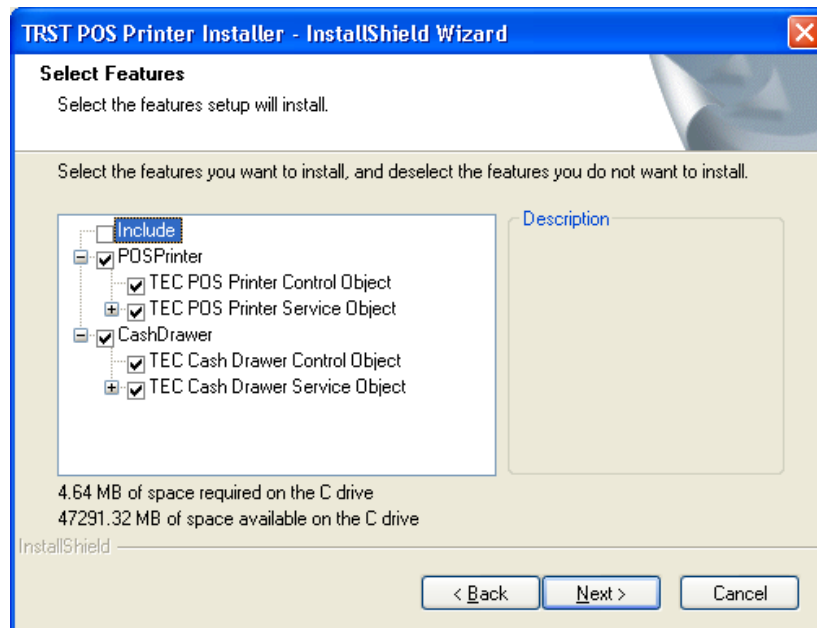 TRST POS Printer Installer - InstallShield Wizard
Select Features
Select the features setup will install.
Select the features you want to install, and deselect the features you do not want to install.
Include
POSPrinter
TEC POS Printer Control Object
TEC POS Printer Service Object
CashDrawer
TEC Cash Drawer Control Object
TEC Cash Drawer Service Object
Description
4.64 MB of space required on the C drive
47291.32 MB of space available on the C drive
InstallShield
< Back
Next >
Cancel